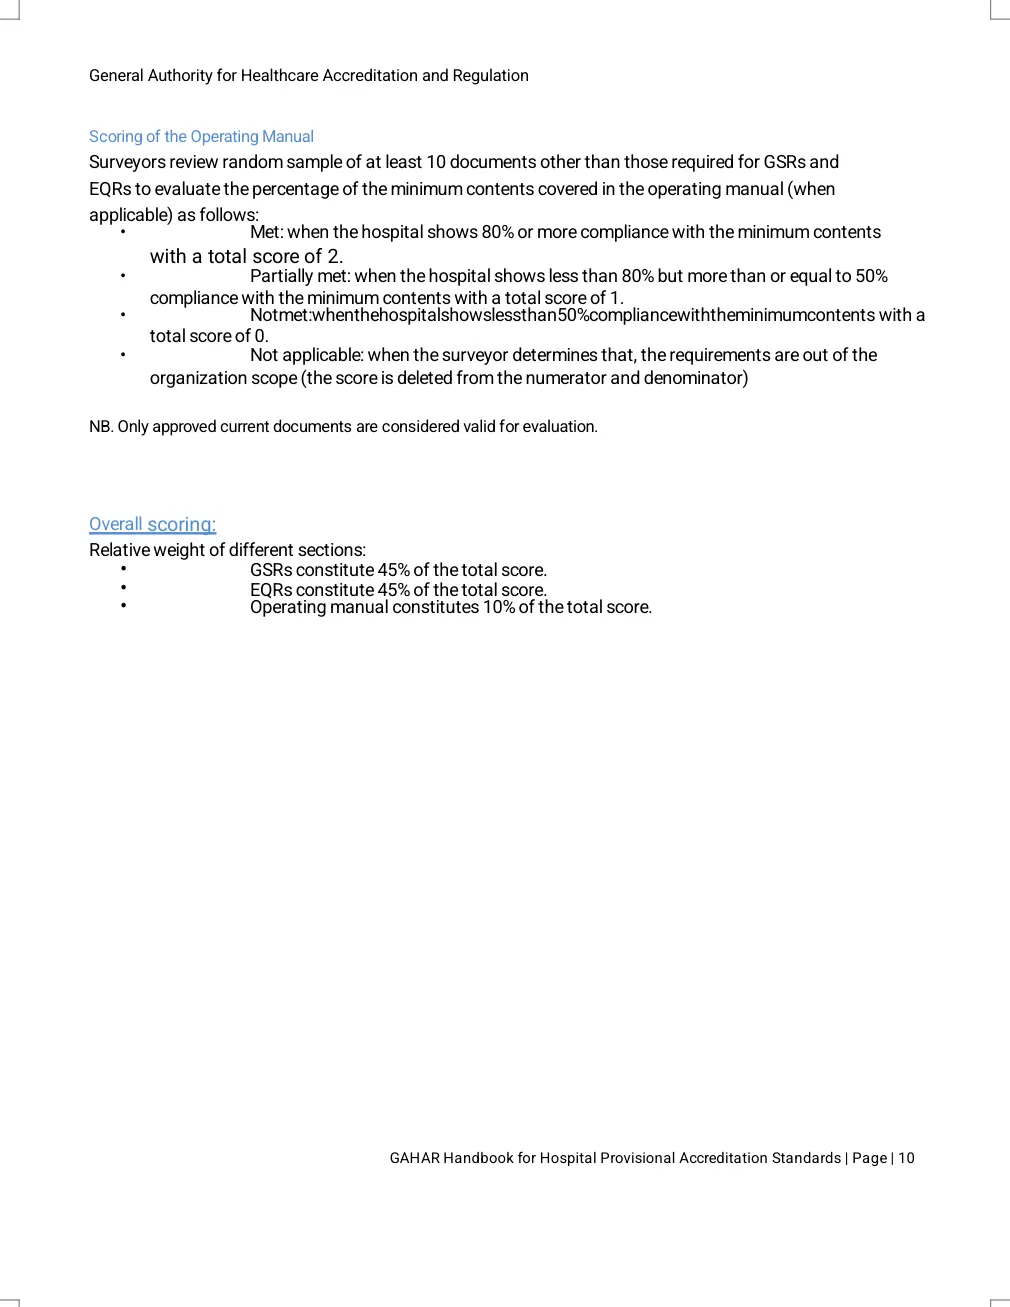 General Authority for Healthcare Accreditation and Regulation
Scoring of the Operating Manual
Surveyors review random sample of at least 10 documents other than those required for GSRs and
EQRs to evaluate the percentage of the minimum contents covered in the operating manual (when
applicable) as follows:
• Met: when the hospital shows 80% or more compliance with the minimum contents
with a total score of 2.
• Partially met: when the hospital shows less than 80% but more than or equal to 50%
compliance with the minimum contents with a total score of 1.
• Notmet:whenthehospitalshowslessthan50%compliancewiththeminimumcontents with a
total score of 0.
• Not applicable: when the surveyor determines that, the requirements are out of the
organization scope (the score is deleted from the numerator and denominator)
NB. Only approved current documents are considered valid for evaluation.
Overall scoring:
Relative weight of different sections:
• GSRs constitute 45% of the total score.
• EQRs constitute 45% of the total score.
• Operating manual constitutes 10% of the total score.
GAHAR Handbook for Hospital Provisional Accreditation Standards | Page | 10